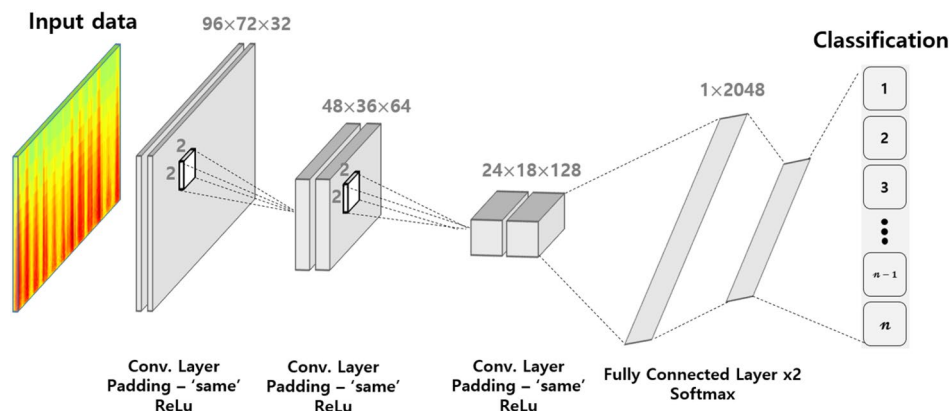 Input data
96×72×32
2
2
48×36×64
2
2
24×18×128
1×2048
Classification
1
2
3
n−1
n
Conv. Layer
Padding – ‘same’
ReLu
Conv. Layer
Padding – ‘same’
ReLu
Conv. Layer
Padding – ‘same’
ReLu
Fully Connected Layer x2
Softmax